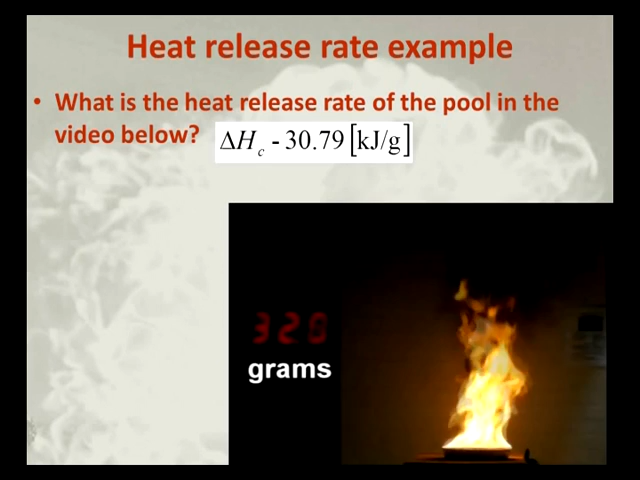 Heat release rate example
• What is the heat release rate of the pool in the
video below?
ΔH_c - 30.79 [kJ/g]
320
grams